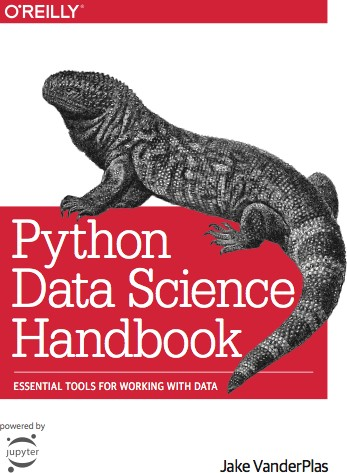 O'REILLY®
Python
Data Science
Handbook
ESSENTIAL TOOLS FOR WORKING WITH DATA
powered by
jupyter
Jake VanderPlas